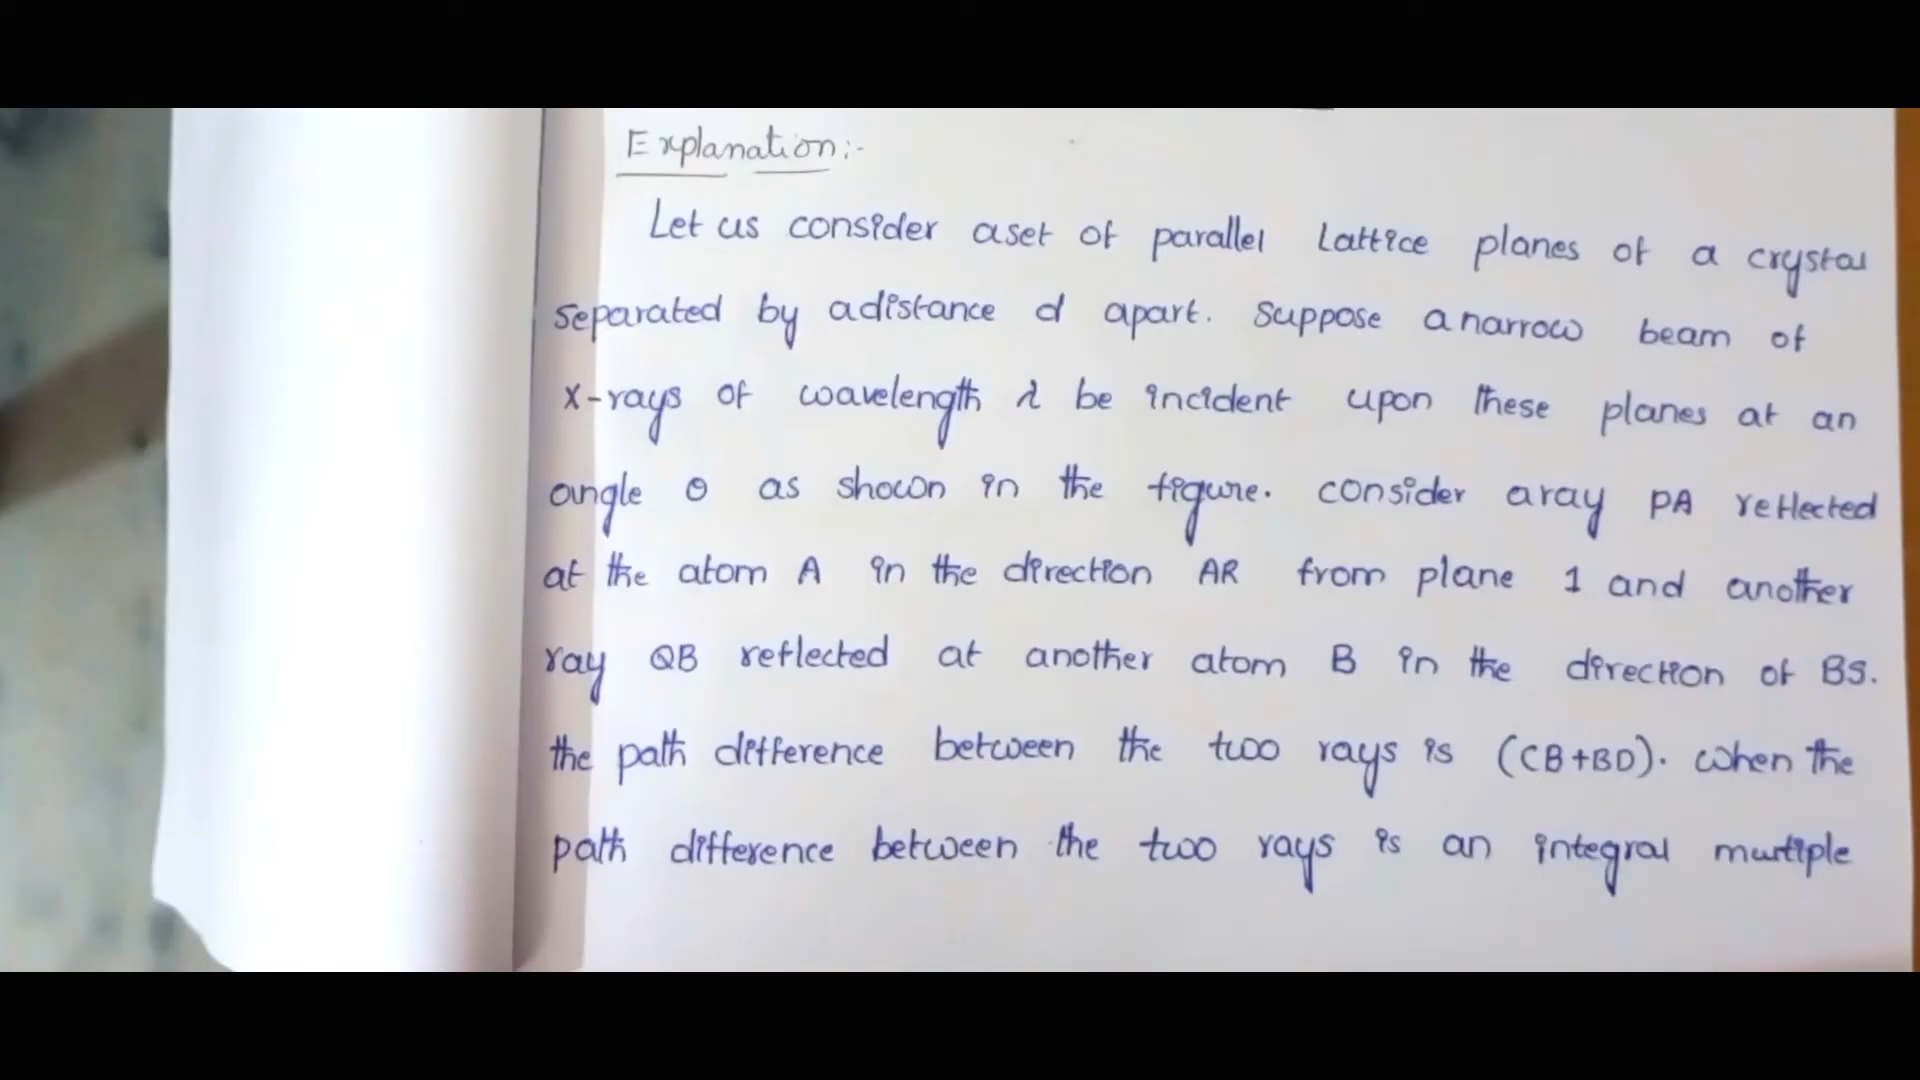 Explanation:-
Let us consider a set of parallel Lattice planes of a crystal
separated by a distance d apart. Suppose a narrow beam of
X-rays of wavelength λ be incident upon these planes at an
angle θ as shown in the figure. consider a ray PA reflected
at the atom A in the direction AR from plane 1 and another
ray QB reflected at another atom B in the direction of BS.
the path difference between the two rays is (CB+BD). when the
path difference between the two rays is an integral multiple